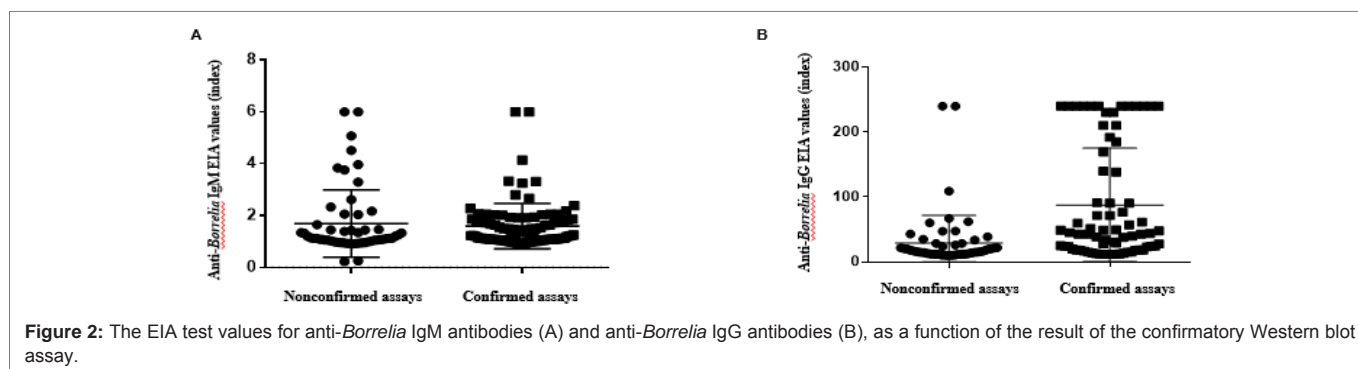 A
Anti-Borrelia IgM EIA values (index)
8
6
4
2
0
Nonconfirmed assays Confirmed assays
B
Anti-Borrelia IgG EIA values (index)
300
200
100
0
Nonconfirmed assays Confirmed assays
Figure 2: The EIA test values for anti-Borrelia IgM antibodies (A) and anti-Borrelia IgG antibodies (B), as a function of the result of the confirmatory Western blot
assay.